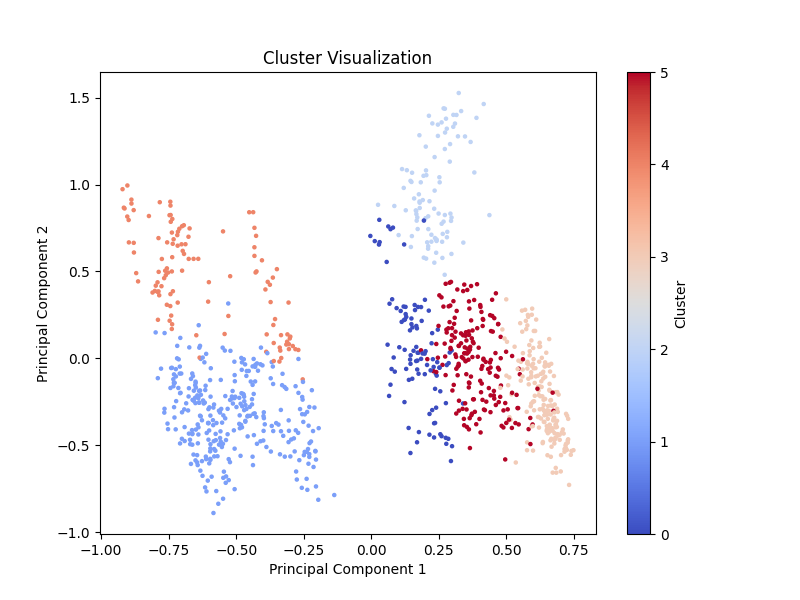 Cluster Visualization
1.5
1.0
0.5
0.0
−0.5
−1.0
Principal Component 2
−1.00 −0.75 −0.50 −0.25 0.00 0.25 0.50 0.75
Principal Component 1
5
4
3
2
1
0
Cluster